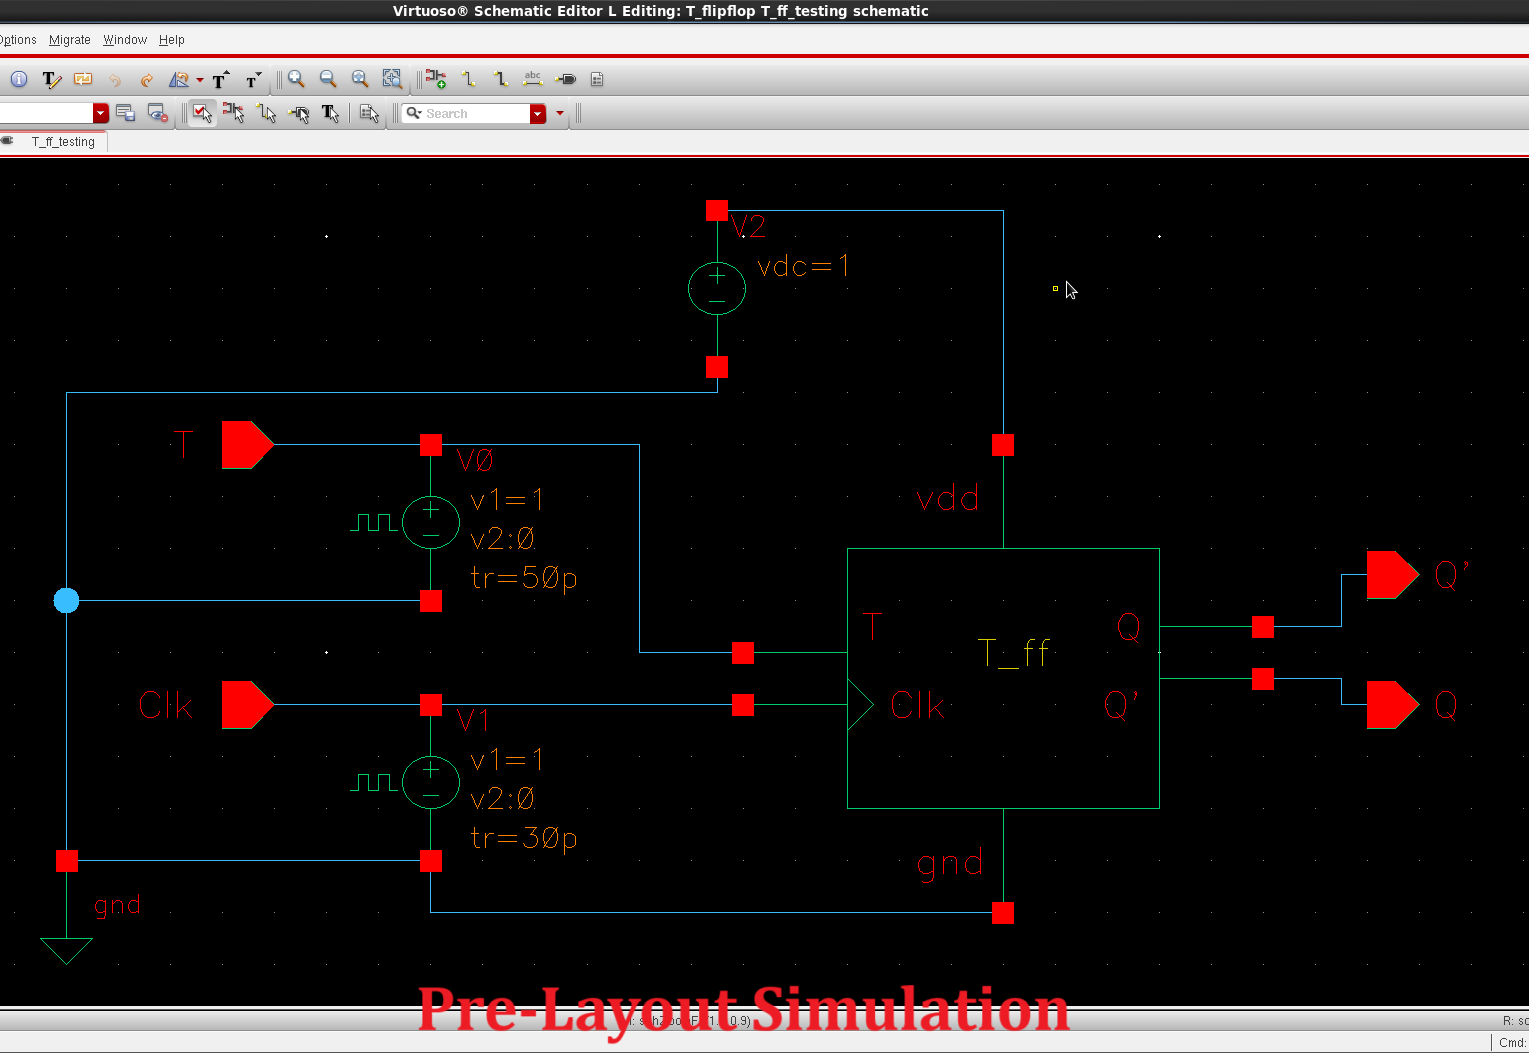 Virtuoso® Schematic Editor L Editing: T_flipflop T_ff_testing schematic
Options Migrate Window Help
abc
Search
T_ff_testing
V2
vdc=1
T
V0
v1=1
v2:0
tr=50p
vdd
Q'
T
T_ff
Q
Clk
V1
Clk
Q'
Q
v1=1
v2:0
tr=30p
gnd
gnd
Pre-Layout Simulation
Cmd: